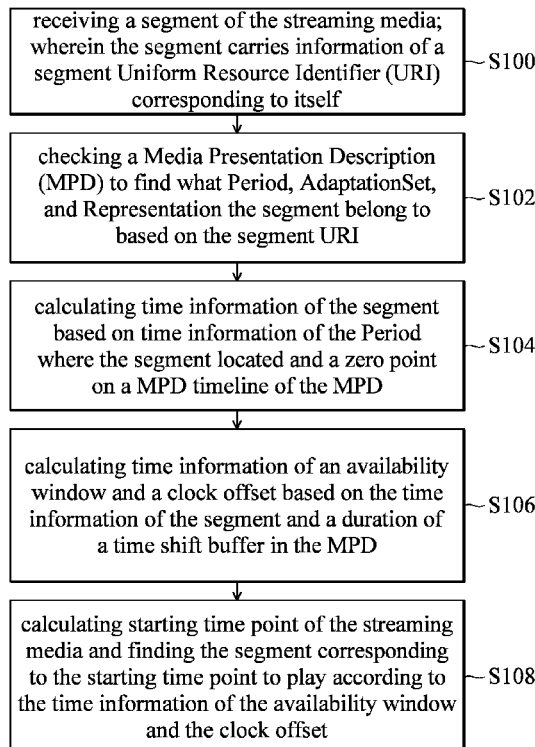 receiving a segment of the streaming media;
wherein the segment carries information of a
segment Uniform Resource Identifier (URI)
corresponding to itself
S100
checking a Media Presentation Description
(MPD) to find what Period, AdaptationSet,
and Representation the segment belong to
based on the segment URI
S102
calculating time information of the segment
based on time information of the Period
where the segment located and a zero point
on a MPD timeline of the MPD
S104
calculating time information of an availability
window and a clock offset based on the time
information of the segment and a duration of
a time shift buffer in the MPD
S106
calculating starting time point of the streaming
media and finding the segment corresponding
to the starting time point to play according to
the time information of the availability window
and the clock offset
S108